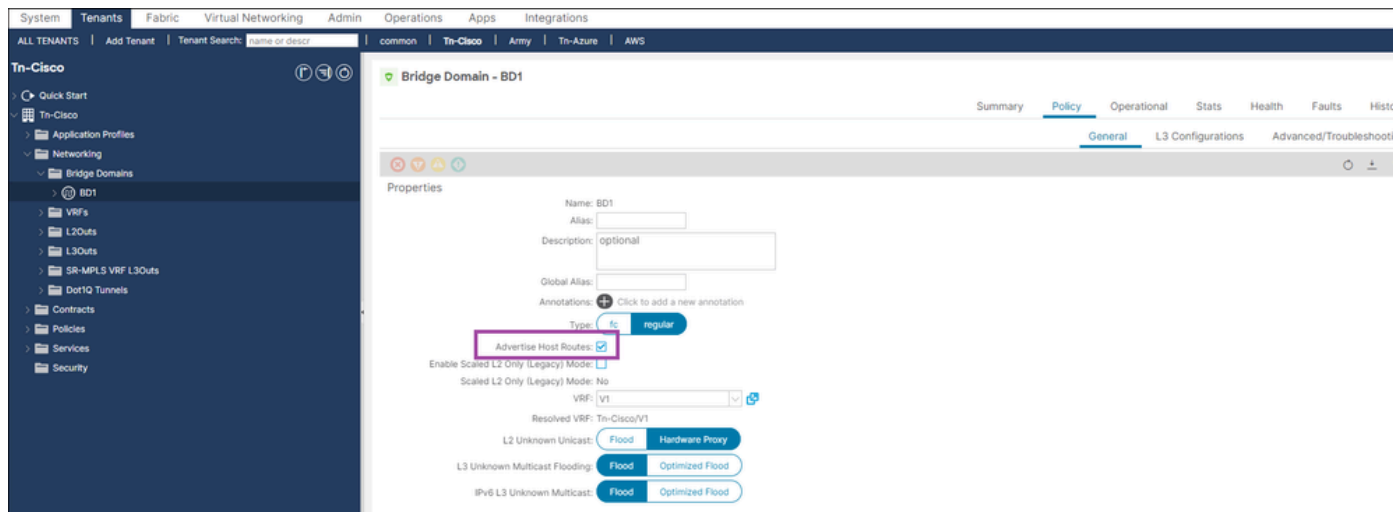 System Tenants Fabric Virtual Networking Admin Operations Apps Integrations
ALL TENANTS | Add Tenant | Tenant Search: name or descr | common | Tn-Cisco | Army | Tn-Azure | AWS
Tn-Cisco
Quick Start
Tn-Cisco
Application Profiles
Networking
Bridge Domains
BD1
VRFs
L2Outs
L3Outs
SR-MPLS VRF L3Outs
Dot1Q Tunnels
Contracts
Policies
Services
Security
Bridge Domain - BD1
Summary Policy Operational Stats Health Faults Histo
General L3 Configurations Advanced/Troubleshooti
Properties
Name: BD1
Alias:
Description: optional
Global Alias:
Annotations: Click to add a new annotation
Type: fc regular
Advertise Host Routes:
Enable Scaled L2 Only (Legacy) Mode:
Scaled L2 Only (Legacy) Mode: No
VRF: V1
Resolved VRF: Tn-Cisco/V1
L2 Unknown Unicast: Flood Hardware Proxy
L3 Unknown Multicast Flooding: Flood Optimized Flood
IPv6 L3 Unknown Multicast: Flood Optimized Flood